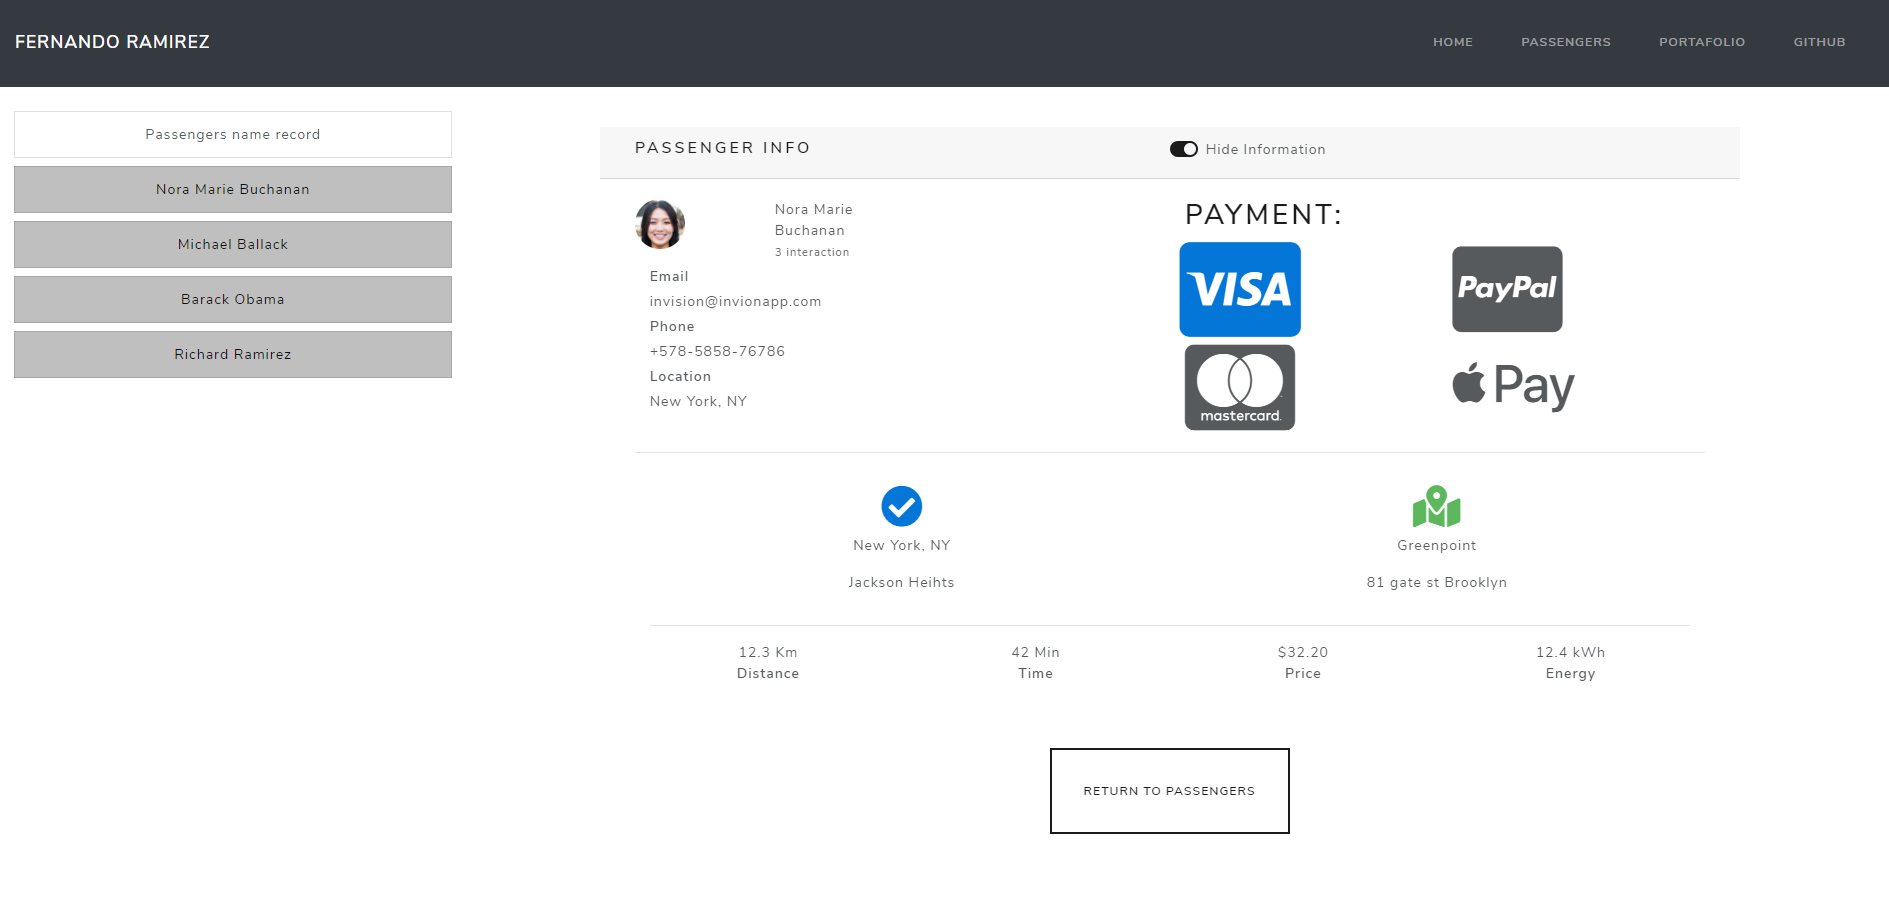 FERNANDO RAMIREZ
HOME PASSENGERS PORTAFOLIO GITHUB
Passengers name record
Nora Marie Buchanan
Michael Ballack
Barack Obama
Richard Ramirez
PASSENGER INFO
Hide Information
Nora Marie
Buchanan
3 interaction
Email
invision@invionapp.com
Phone
+578-5858-76786
Location
New York, NY
PAYMENT:
VISA
PayPal
mastercard.
Pay
New York, NY
Jackson Heihts
Greenpoint
81 gate st Brooklyn
12.3 Km
Distance
42 Min
Time
$32.20
Price
12.4 kWh
Energy
RETURN TO PASSENGERS